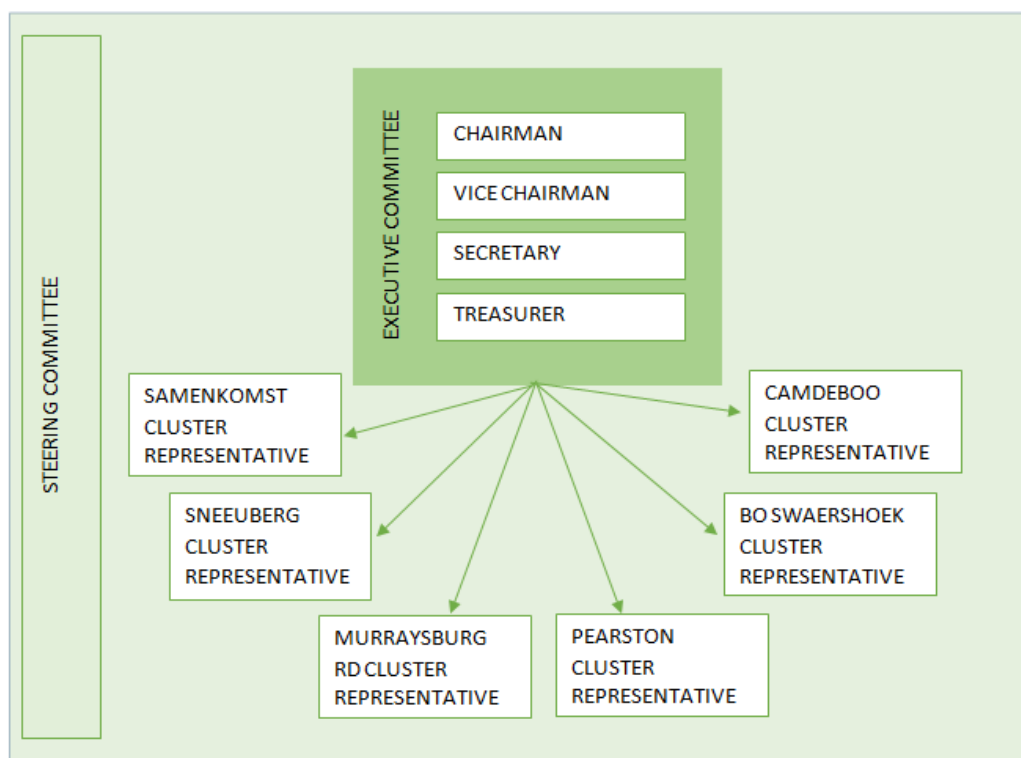 STEERING COMMITTEE
EXECUTIVE COMMITTEE
CHAIRMAN
VICE CHAIRMAN
SECRETARY
TREASURER
SAMENKOMST
CLUSTER
REPRESENTATIVE
CAMDEBOO
CLUSTER
REPRESENTATIVE
SNEEUBERG
CLUSTER
REPRESENTATIVE
BO SWAERSHOEK
CLUSTER
REPRESENTATIVE
MURRAYSBURG
RD CLUSTER
REPRESENTATIVE
PEARSTON
CLUSTER
REPRESENTATIVE